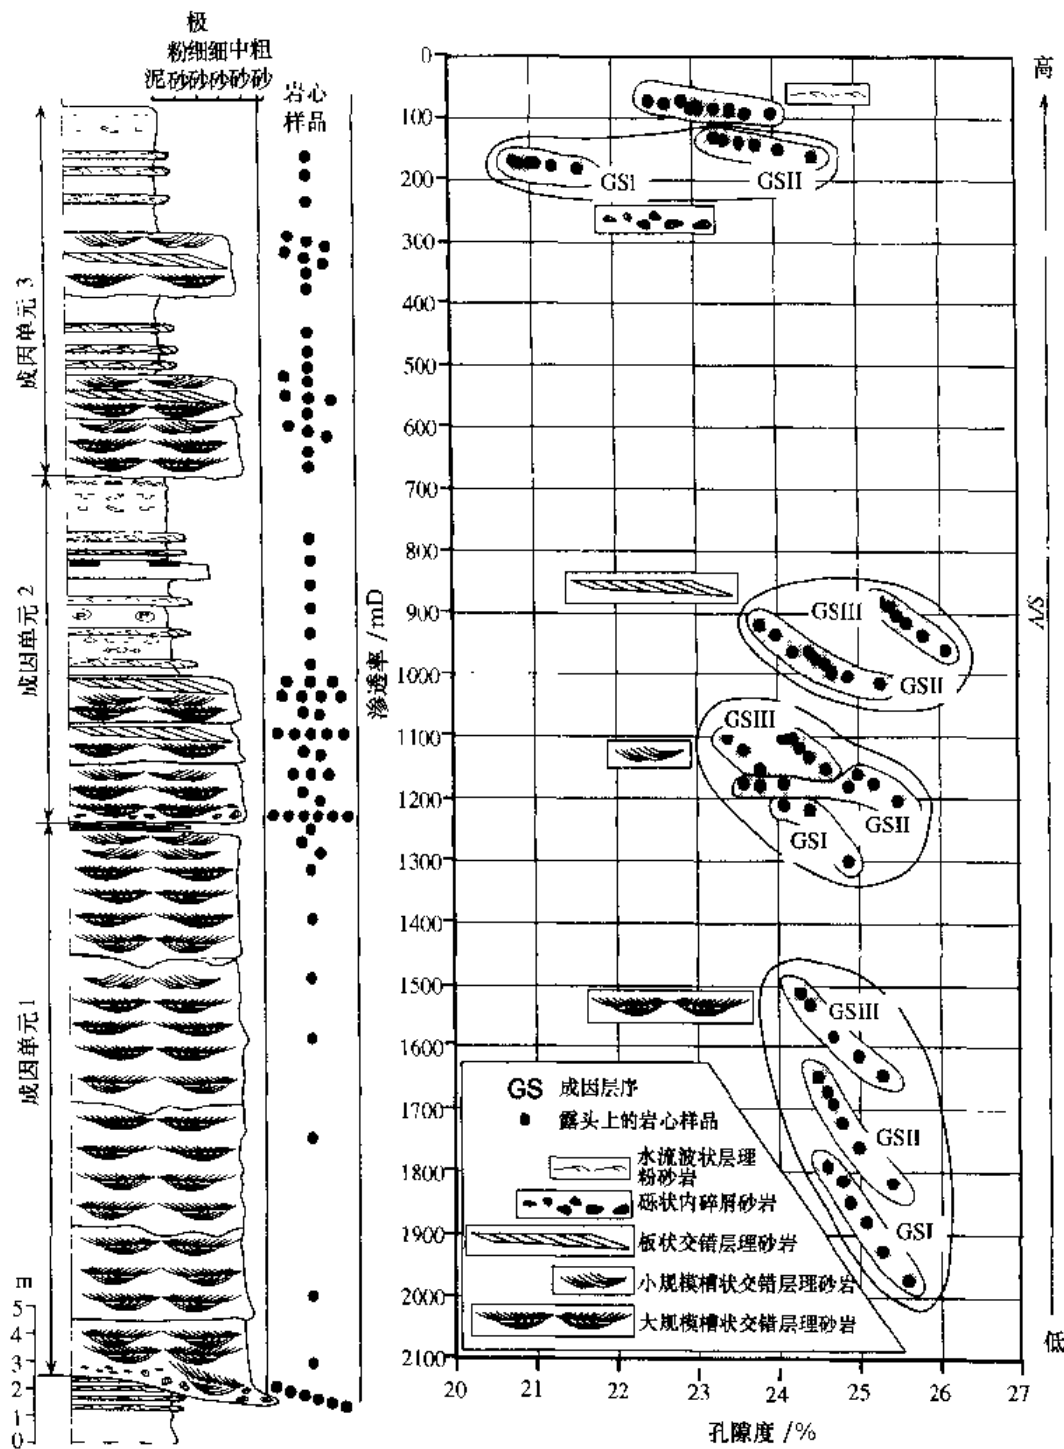 极
粉细细中粗
泥砂砂砂砂砂
岩心
样品
成因单元3
成因单元2
成因单元1
m
5
4
3
2
1
0
渗透率/mD
0
100
200
300
400
500
600
700
800
900
1000
1100
1200
1300
1400
1500
1600
1700
1800
1900
2000
2100
GSI
GSII
GSIII
GSII
GSIII
GSII
GSI
GSIII
GSII
GSI
GS 成因层序
露头上的岩心样品
水流波状层理
粉砂岩
砾状内碎屑砂岩
板状交错层理砂岩
小规模槽状交错层理砂岩
大规模槽状交错层理砂岩
高
A/S
低
20 21 22 23 24 25 26 27
孔隙度/%